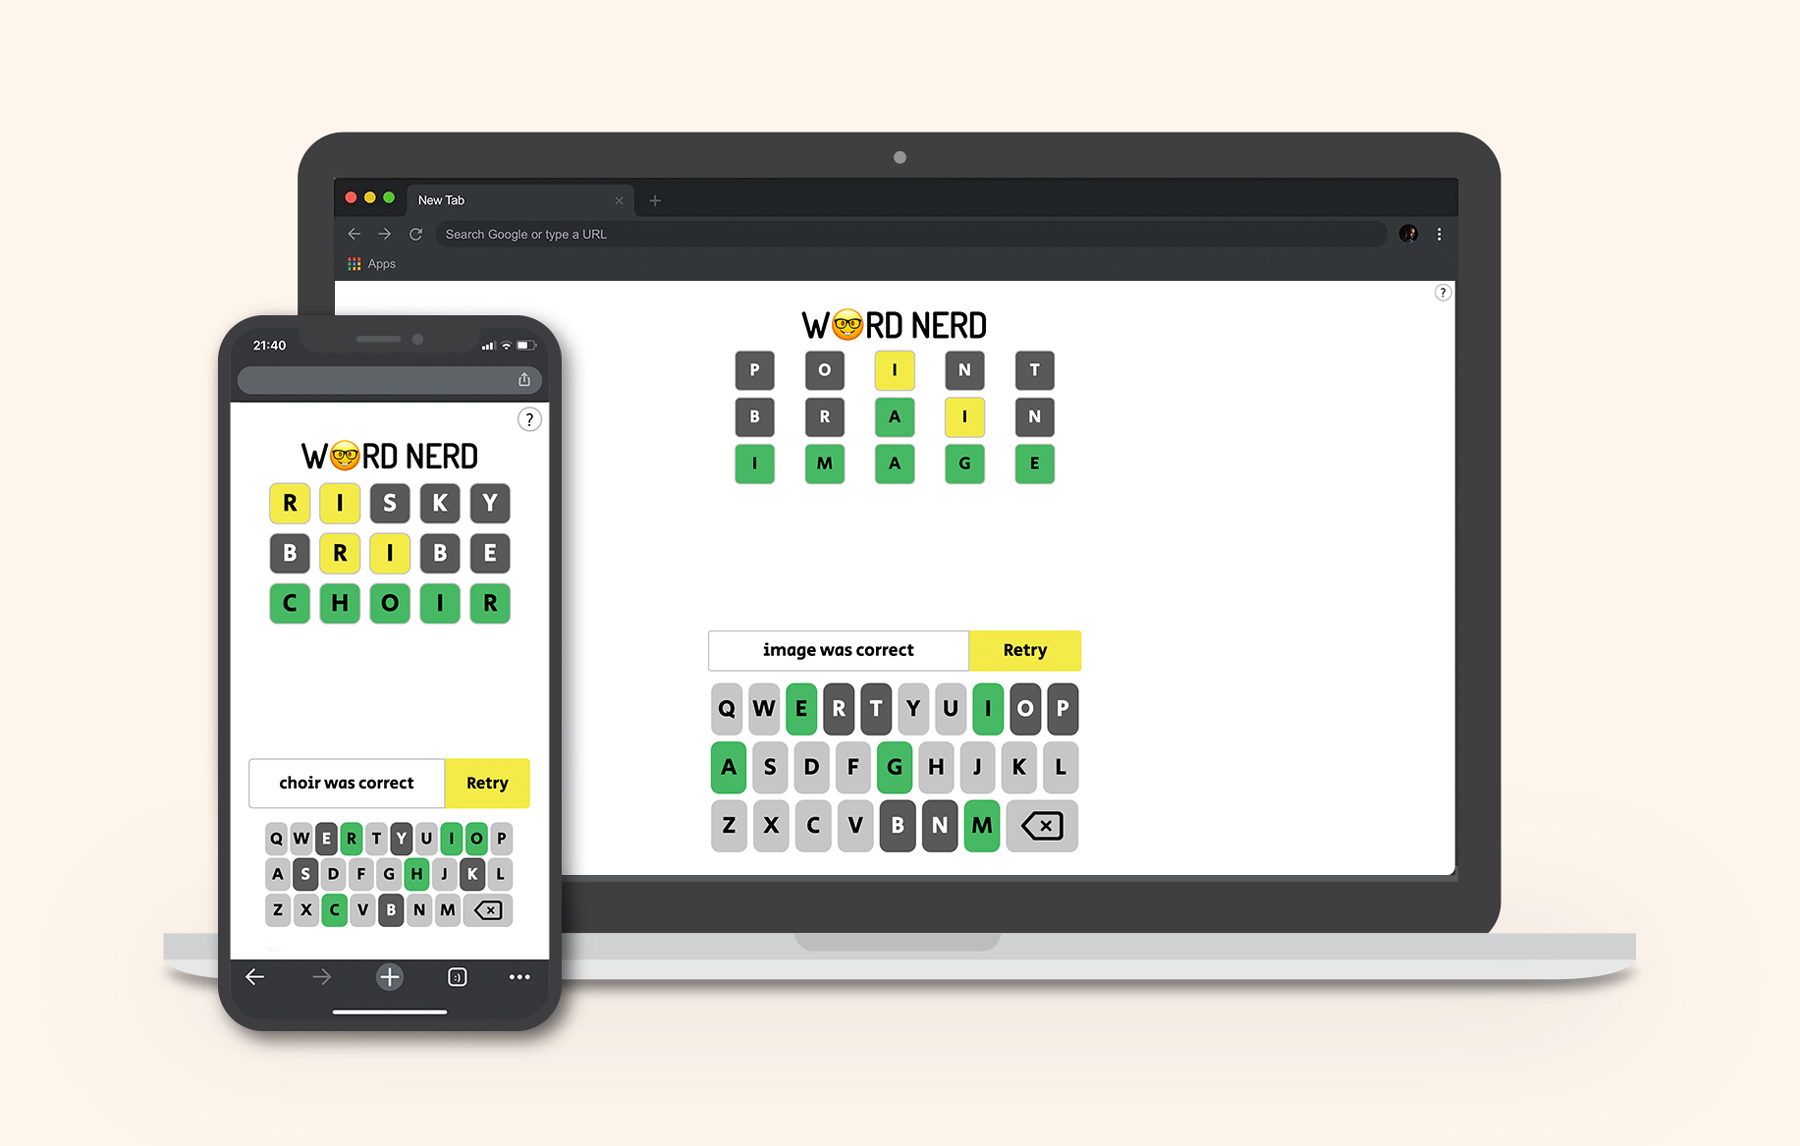 New Tab
Search Google or type a URL
Apps
?
W🤓RD NERD
P O I N T
B R A I N
I M A G E
image was correct Retry
Q W E R T Y U I O P
A S D F G H J K L
Z X C V B N M
21:40
?
W🤓RD NERD
R I S K Y
B R I B E
C H O I R
choir was correct Retry
Q W E R T Y U I O P
A S D F G H J K L
Z X C V B N M
:)